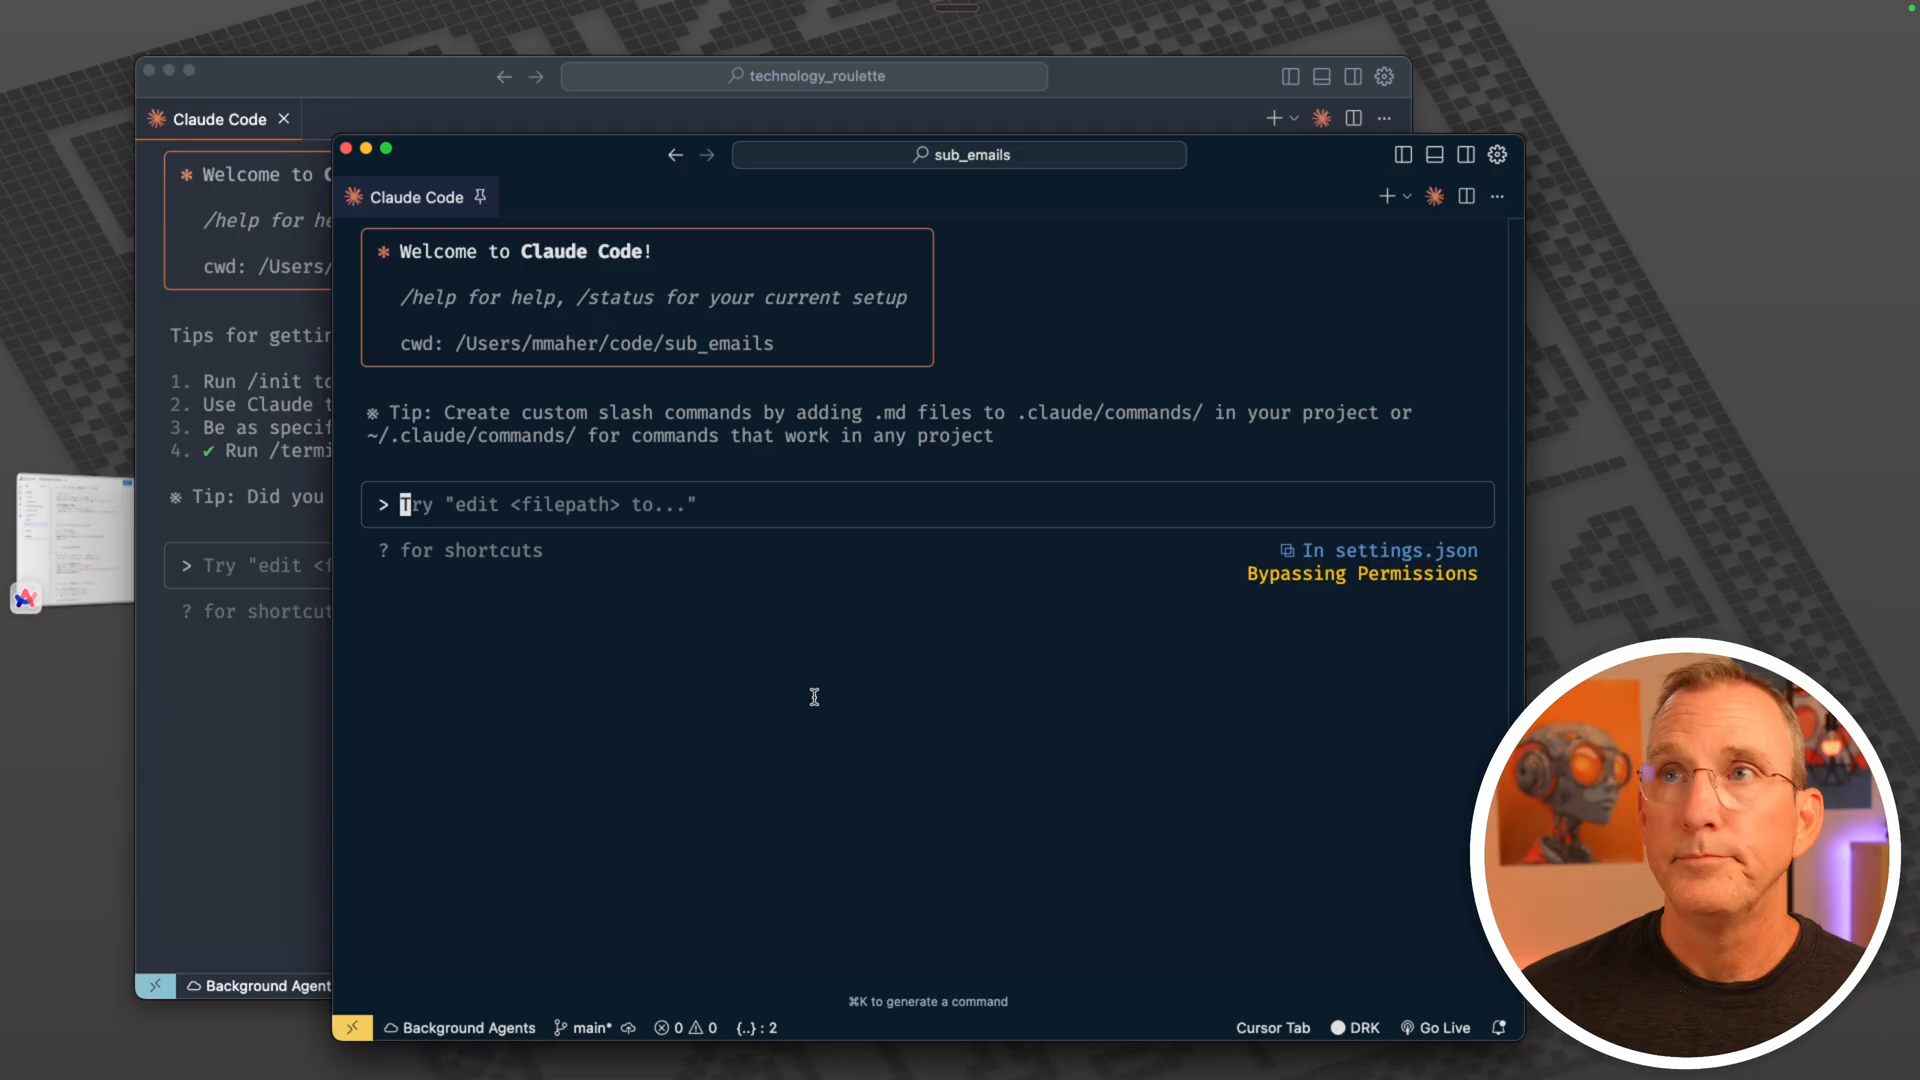 technology_roulette
Claude Code
* Welcome to
/help for he
cwd: /Users/
Tips for gettin
1. Run /init to
2. Use Claude t
3. Be as specif
4. ✔ Run /termi
※ Tip: Did you
> Try "edit <f
? for shortcut
Background Agent
sub_emails
Claude Code
* Welcome to Claude Code!
/help for help, /status for your current setup
cwd: /Users/mmaher/code/sub_emails
※ Tip: Create custom slash commands by adding .md files to .claude/commands/ in your project or
~/.claude/commands/ for commands that work in any project
> Try "edit <filepath> to..."
? for shortcuts
In settings.json
Bypassing Permissions
⌘K to generate a command
Background Agents main* 0 0 {..} : 2
Cursor Tab DRK Go Live